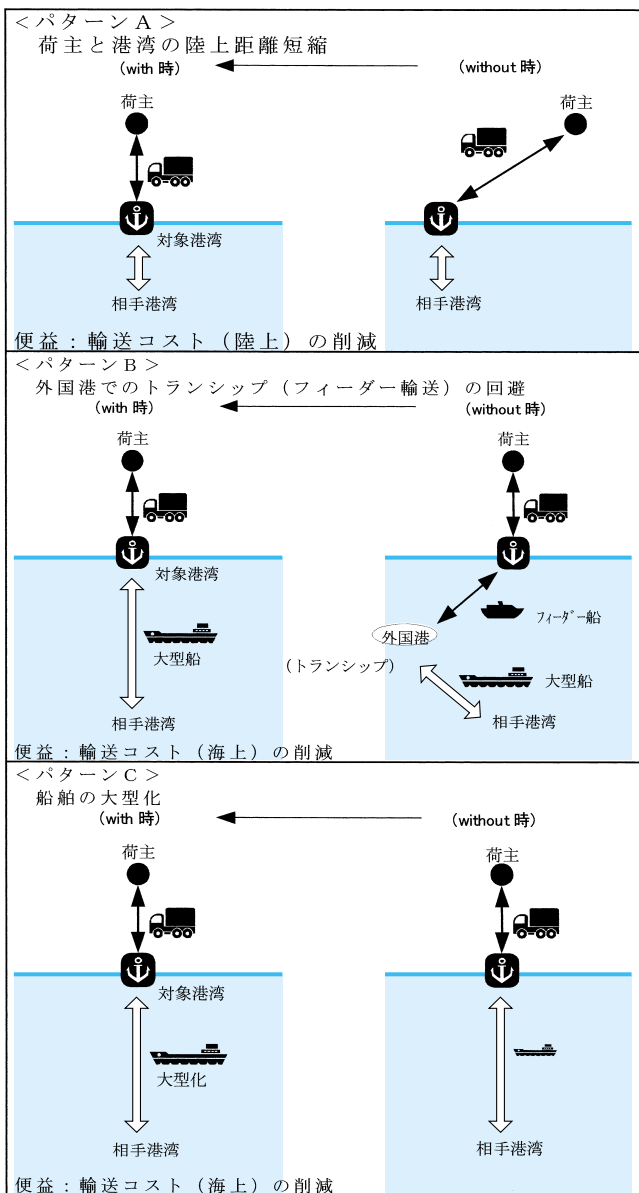 ＜パターンＡ＞
荷主と港湾の陸上距離短縮
（with 時） （without 時）
荷主 荷主
対象港湾
相手港湾 相手港湾
便益：輸送コスト（陸上）の削減
＜パターンＢ＞
外国港でのトランシップ（フィーダー輸送）の回避
（with 時） （without 時）
荷主 荷主
対象港湾
ﾌｨｰﾀﾞｰ船
外国港
大型船 （トランシップ） 大型船
相手港湾 相手港湾
便益：輸送コスト（海上）の削減
＜パターンＣ＞
船舶の大型化
（with 時） （without 時）
荷主 荷主
対象港湾
大型化
相手港湾 相手港湾
便益：輸送コスト（海上）の削減